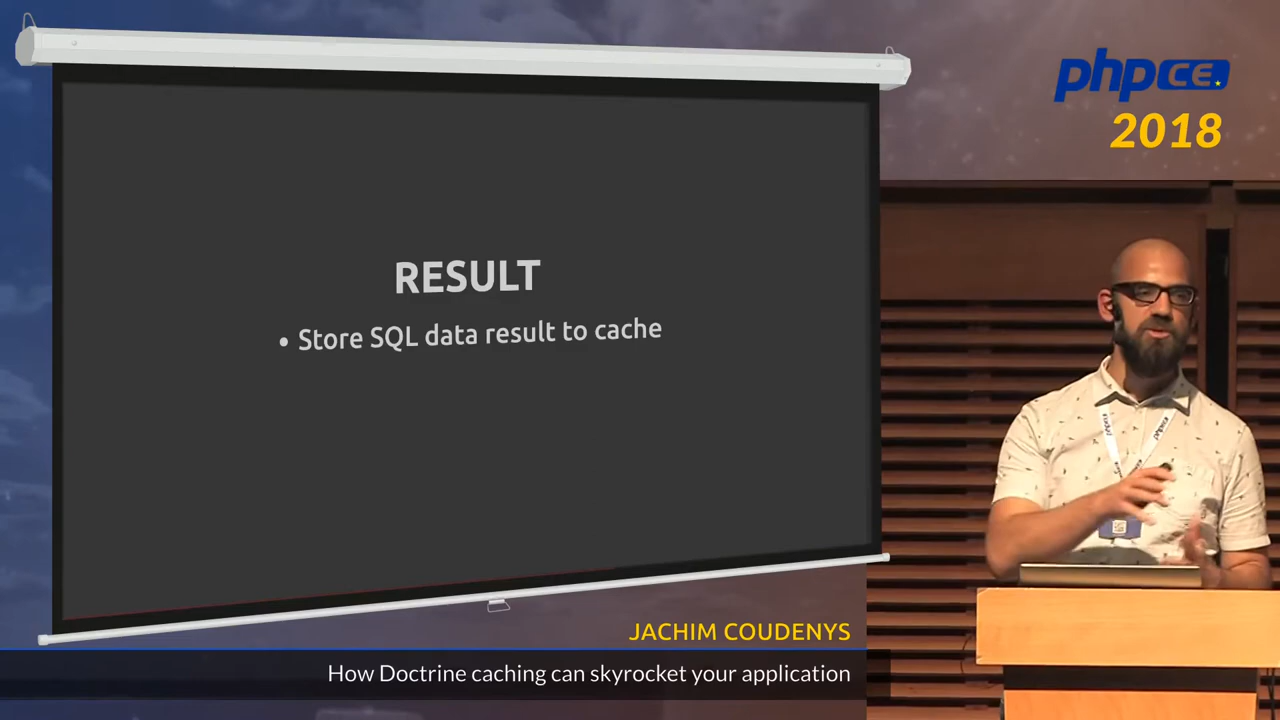 phpCE
2018
RESULT
• Store SQL data result to cache
JACHIM COUDENYS
How Doctrine caching can skyrocket your application